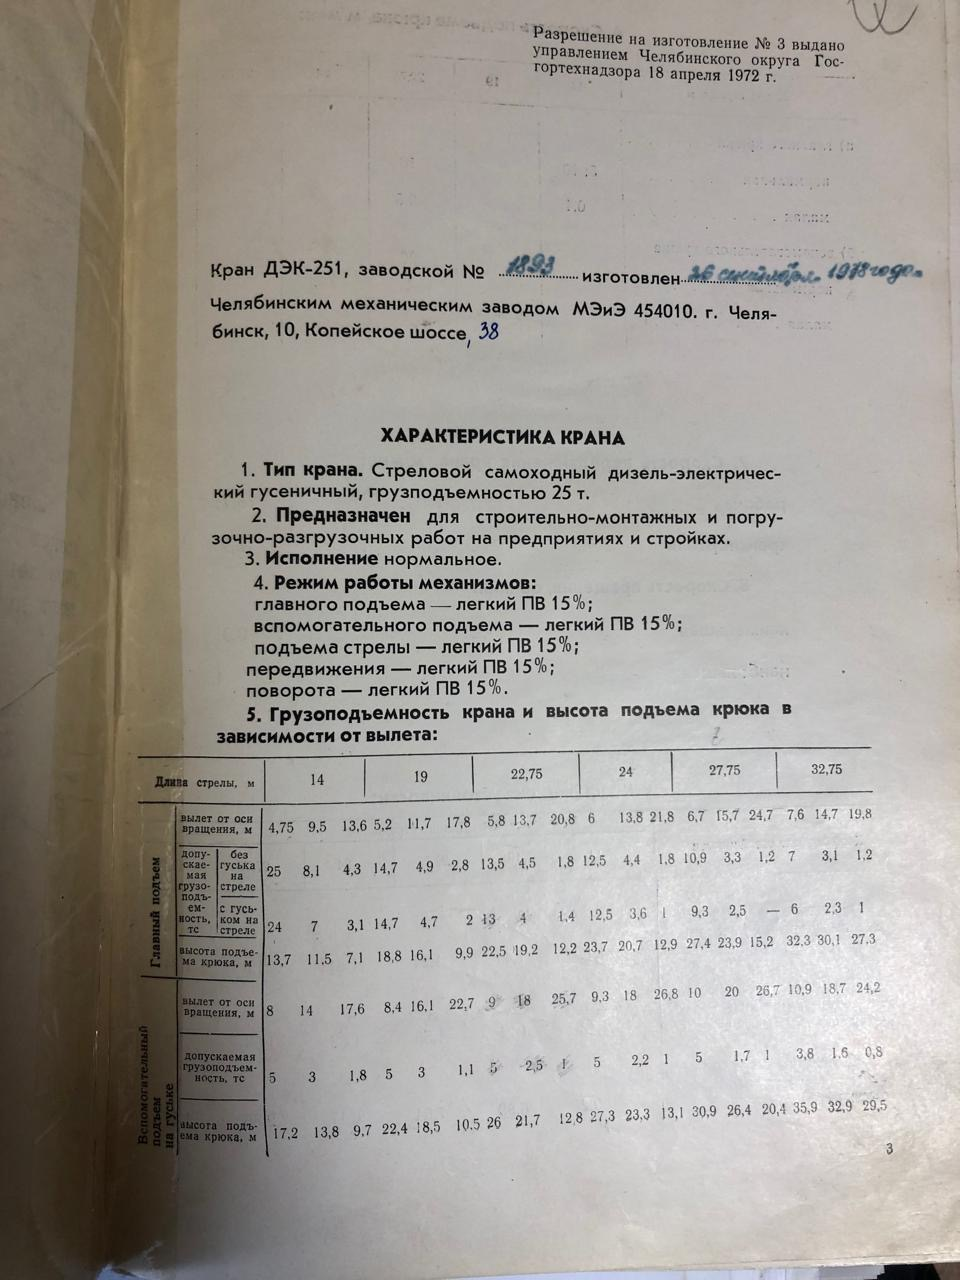 Разрешение на изготовление № 3 выдано
управлением Челябинского округа Гос-
гортехнадзора 18 апреля 1972 г.
Кран ДЭК-251, заводской № 1893 изготовлен 26 сентября 1978 года
Челябинским механическим заводом МЭиЭ 454010. г. Челя-
бинск, 10, Копейское шоссе, 38
ХАРАКТЕРИСТИКА КРАНА
1. Тип крана. Стреловой самоходный дизель-электричес-
кий гусеничный, грузподъемностью 25 т.
2. Предназначен для строительно-монтажных и погру-
зочно-разгрузочных работ на предприятиях и стройках.
3. Исполнение нормальное.
4. Режим работы механизмов:
главного подъема — легкий ПВ 15%;
вспомогательного подъема — легкий ПВ 15%;
подъема стрелы — легкий ПВ 15%;
передвижения — легкий ПВ 15%;
поворота — легкий ПВ 15%.
5. Грузоподъемность крана и высота подъема крюка в
зависимости от вылета:
Длина стрелы, м 14 19 22,75 24 27,75 32,75
Главный подъем
вылет от оси
вращения, м 4,75 9,5 13,6 5,2 11,7 17,8 5,8 13,7 20,8 6 13,8 21,8 6,7 15,7 24,7 7,6 14,7 19,8
допу-
скае-
мая
грузо-
подъ-
ем-
ность,
тс
без
гуська
на
стреле 25 8,1 4,3 14,7 4,9 2,8 13,5 4,5 1,8 12,5 4,4 1,8 10,9 3,3 1,2 7 3,1 1,2
с гусь-
ком на
стреле 24 7 3,1 14,7 4,7 2 13 4 1,4 12,5 3,6 1 9,3 2,5 — 6 2,3 1
высота подъе-
ма крюка, м 13,7 11,5 7,1 18,8 16,1 9,9 22,5 19,2 12,2 23,7 20,7 12,9 27,4 23,9 15,2 32,3 30,1 27,3
Вспомогательный
подъем
на гуське
вылет от оси
вращения, м 8 14 17,6 8,4 16,1 22,7 9 18 25,7 9,3 18 26,8 10 20 26,7 10,9 18,7 24,2
допускаемая
грузоподъем-
ность, тс 5 3 1,8 5 3 1,1 5 2,5 1 5 2,2 1 5 1,7 1 3,8 1,6 0,8
высота подъ-
ема крюка, м 17,2 13,8 9,7 22,4 18,5 10.5 26 21,7 12,8 27,3 23,3 13,1 30,9 26,4 20,4 35,9 32,9 29,5
3